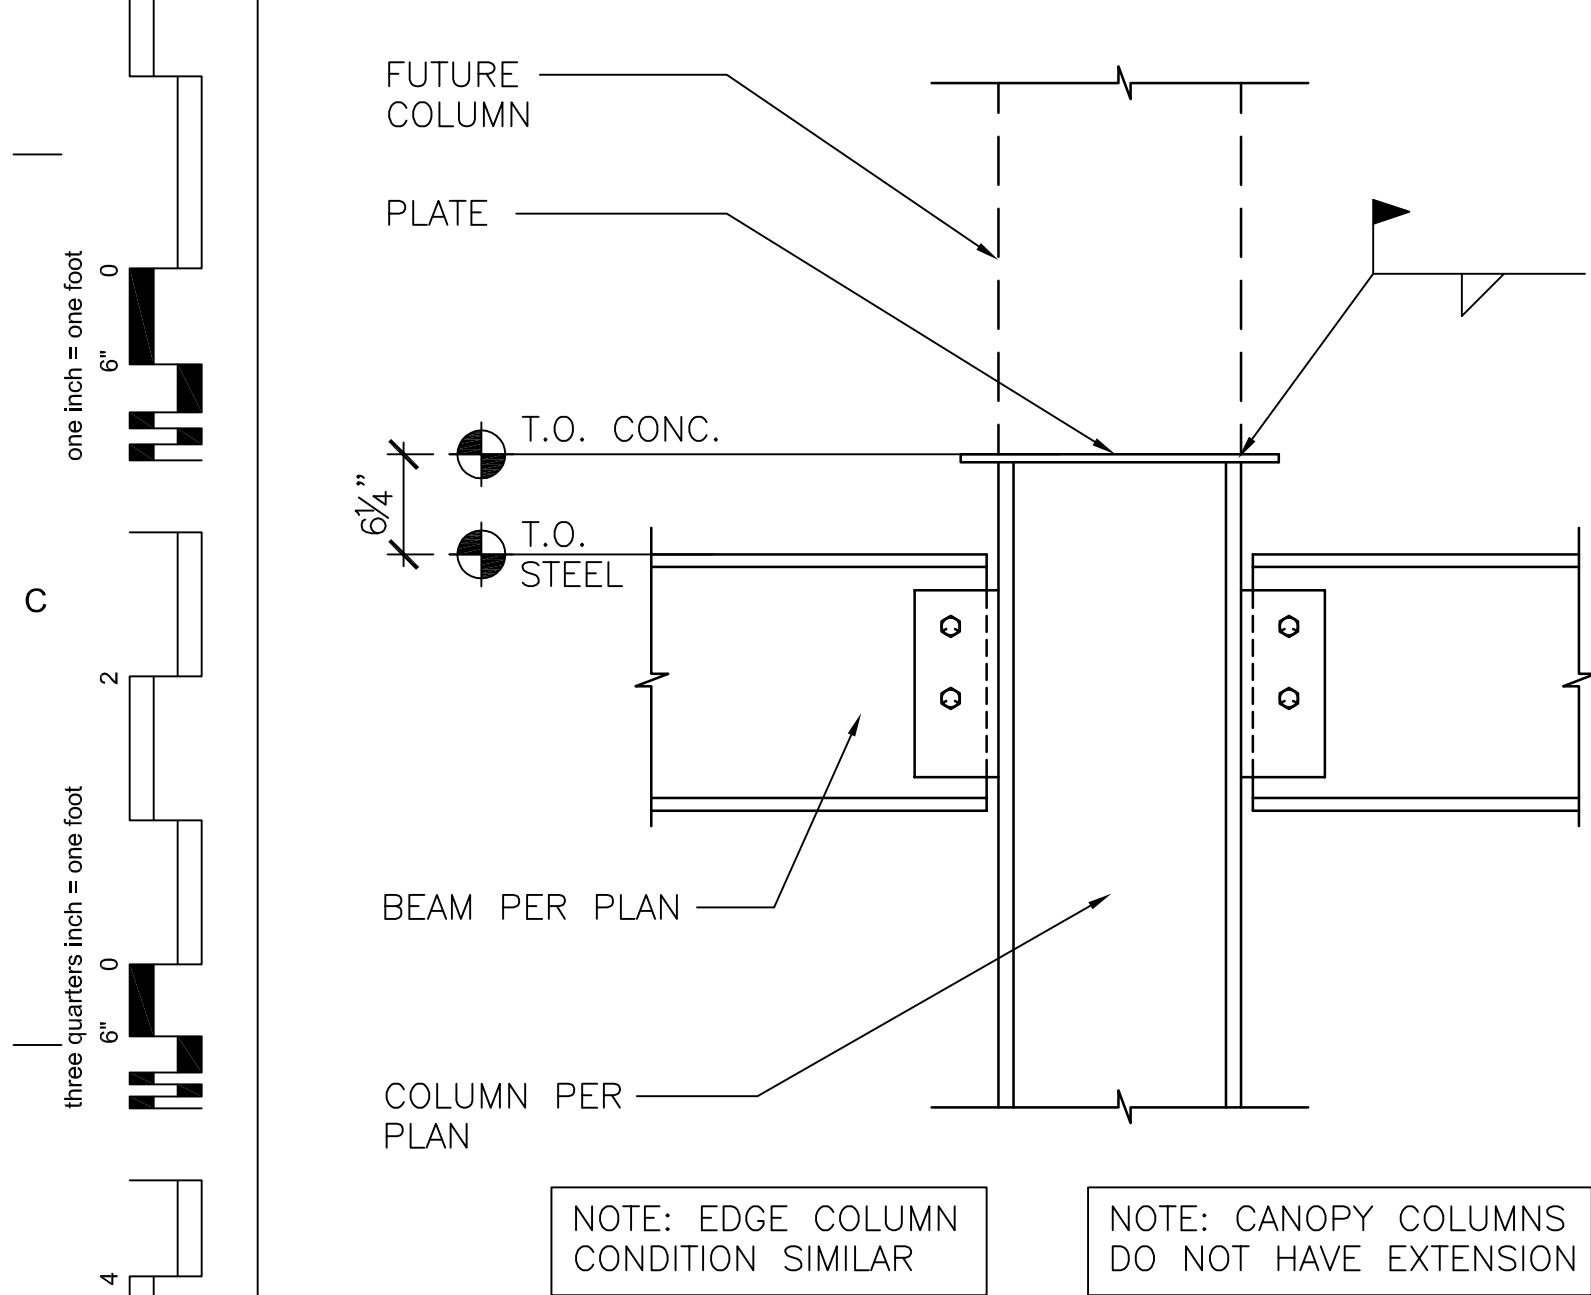 FUTURE
COLUMN
PLATE
T.O. CONC.
6¼"
T.O.
STEEL
BEAM PER PLAN
COLUMN PER
PLAN
NOTE: EDGE COLUMN
CONDITION SIMILAR
NOTE: CANOPY COLUMNS
DO NOT HAVE EXTENSION
one inch = one foot
0
6"
C
2
three quarters inch = one foot
0
6"
4